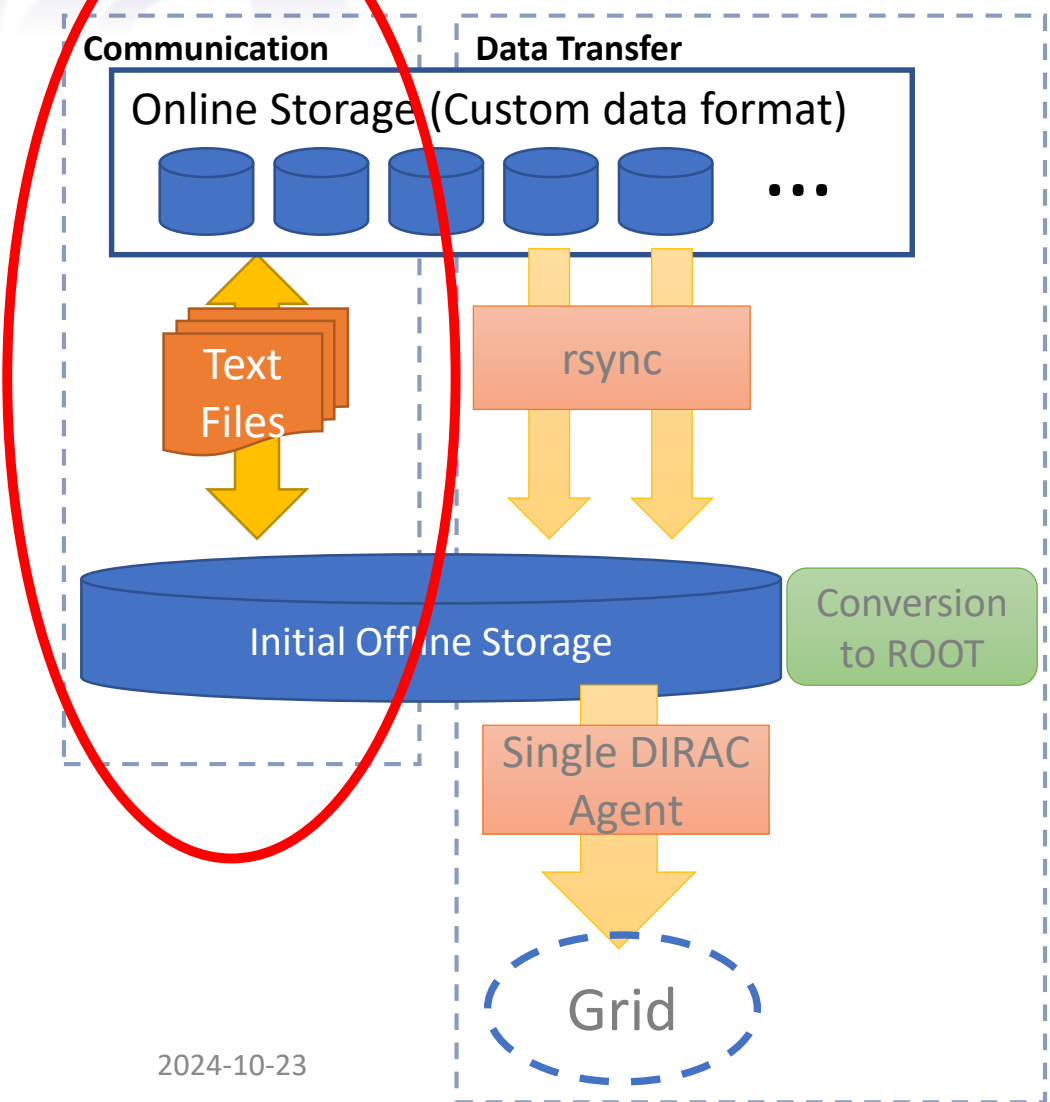 Communication
Data Transfer
Online Storage (Custom data format)
...
Text
Files
rsync
Initial Offline Storage
Conversion
to ROOT
Single DIRAC
Agent
Grid
2024-10-23